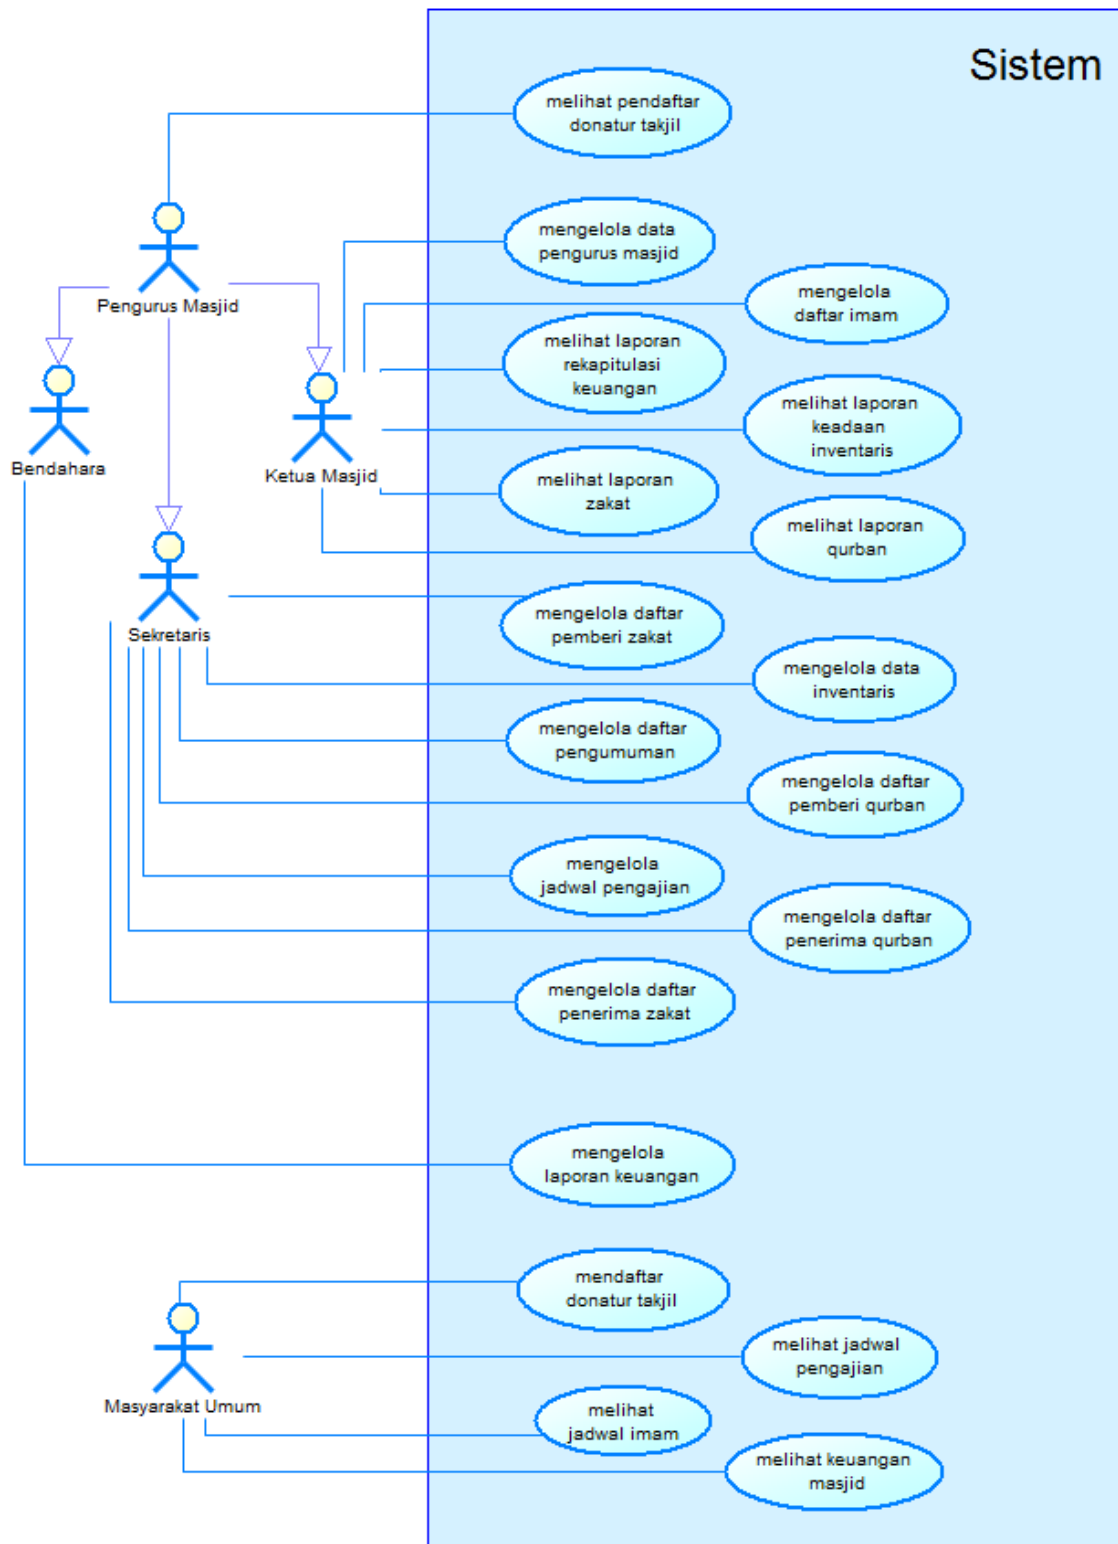 Sistem
melihat pendaftar
donatur takjil
mengelola data
pengurus masjid
Pengurus Masjid
mengelola
daftar imam
melihat laporan
rekapitulasi
keuangan
melihat laporan
keadaan
inventaris
Bendahara
Ketua Masjid
melihat laporan
zakat
melihat laporan
qurban
Sekretaris
mengelola daftar
pemberi zakat
mengelola data
inventaris
mengelola daftar
pengumuman
mengelola daftar
pemberi qurban
mengelola
jadwal pengajian
mengelola daftar
penerima qurban
mengelola daftar
penerima zakat
mengelola
laporan keuangan
mendaftar
donatur takjil
melihat jadwal
pengajian
Masyarakat Umum
melihat
jadwal imam
melihat keuangan
masjid